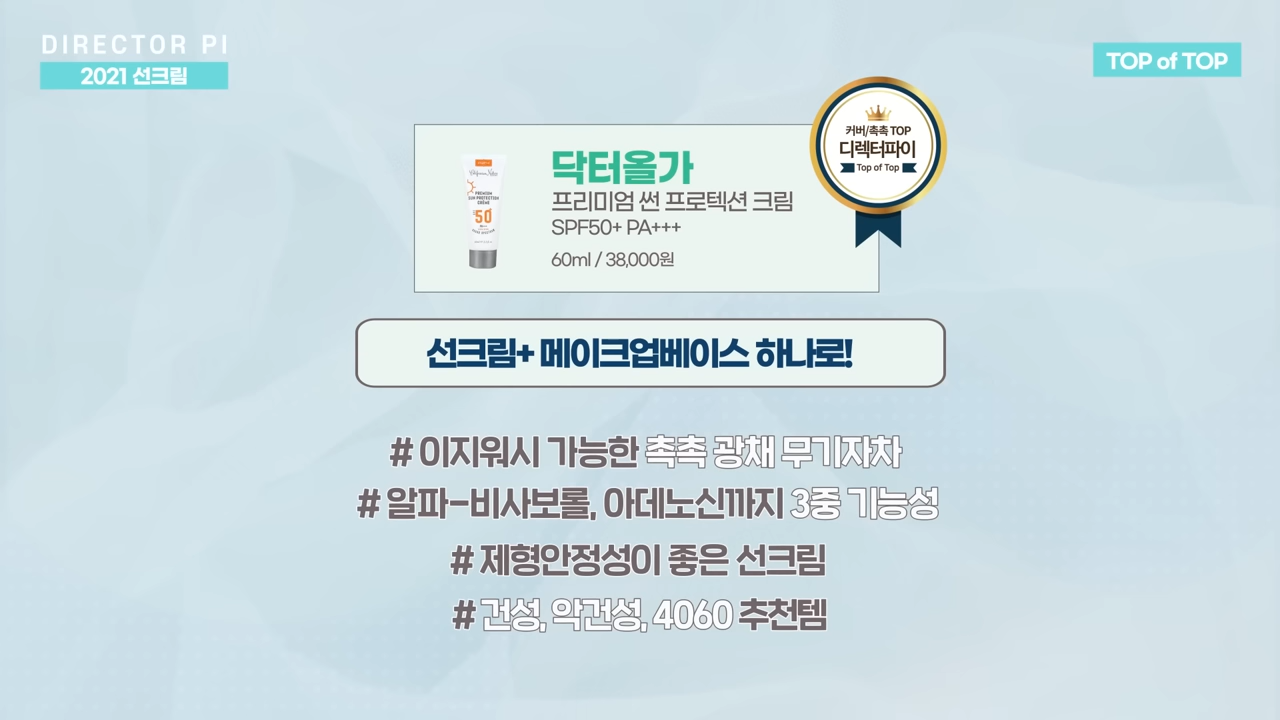 DIRECTOR PI
2021 선크림
TOP of TOP
커버/촉촉 TOP
디렉터파이
Top of Top
닥터올가
프리미엄 썬 프로텍션 크림
SPF50+ PA+++
60ml / 38,000원
PREMIUM
SUN PROTECTION
CRÈME
50
선크림+ 메이크업베이스 하나로!
# 이지워시 가능한 촉촉 광채 무기자차
# 알파-비사보롤, 아데노신까지 3중 기능성
# 제형안정성이 좋은 선크림
# 건성, 악건성, 4060 추천템